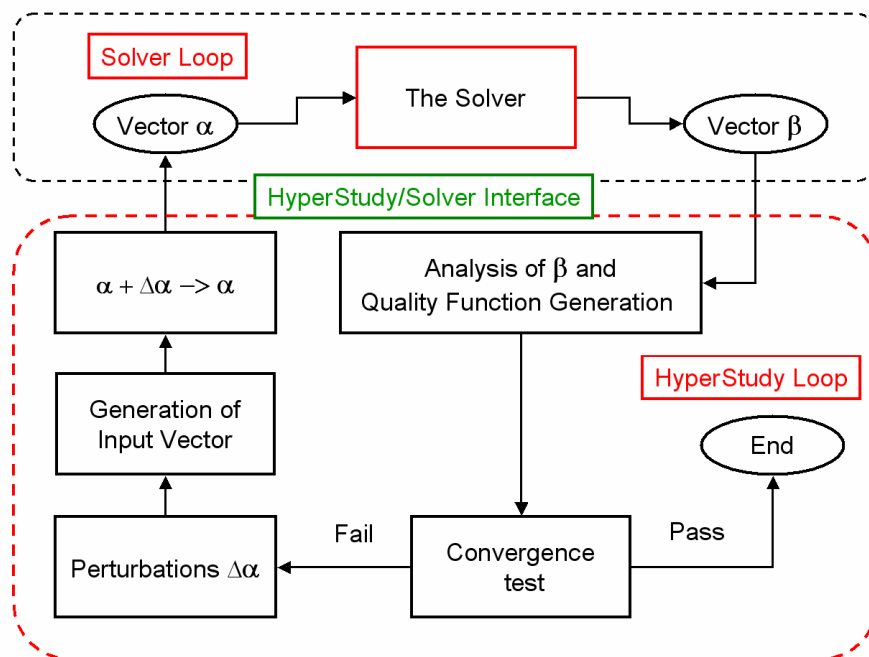 Solver Loop
Vector α
The Solver
Vector β
HyperStudy/Solver Interface
α + Δα −> α
Analysis of β and
Quality Function Generation
HyperStudy Loop
Generation of
Input Vector
End
Perturbations Δα
Fail
Convergence
test
Pass